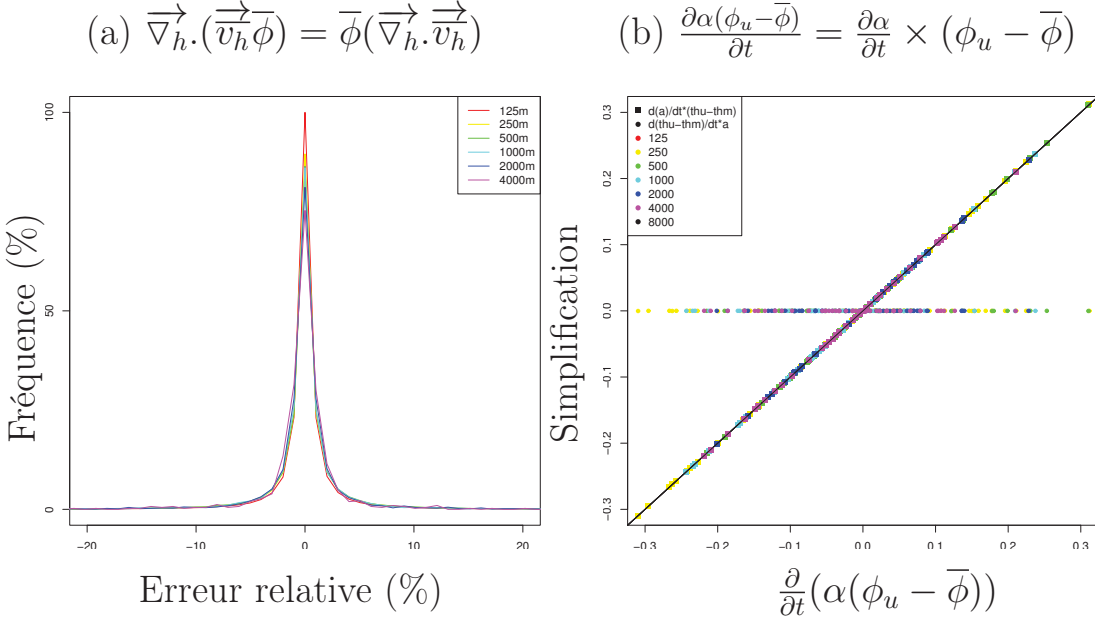 (a) $\overrightarrow{\nabla_h}.(\overline{\overrightarrow{v_h}}\overline{\phi}) = \overline{\phi}(\overrightarrow{\nabla_h}.\overline{\overrightarrow{v_h}})$
100
50
0
Fréquence (%)
125m
250m
500m
1000m
2000m
4000m
−20 −10 0 10 20
Erreur relative (%)
(b) $\frac{\partial \alpha(\phi_u - \overline{\phi})}{\partial t} = \frac{\partial \alpha}{\partial t} \times (\phi_u - \overline{\phi})$
0.3
0.2
0.1
0.0
−0.1
−0.2
−0.3
Simplification
d(a)/dt*(thu−thm)
d(thu−thm)/dt*a
125
250
500
1000
2000
4000
8000
−0.3 −0.2 −0.1 0.0 0.1 0.2 0.3
$\frac{\partial}{\partial t}(\alpha(\phi_u - \overline{\phi}))$